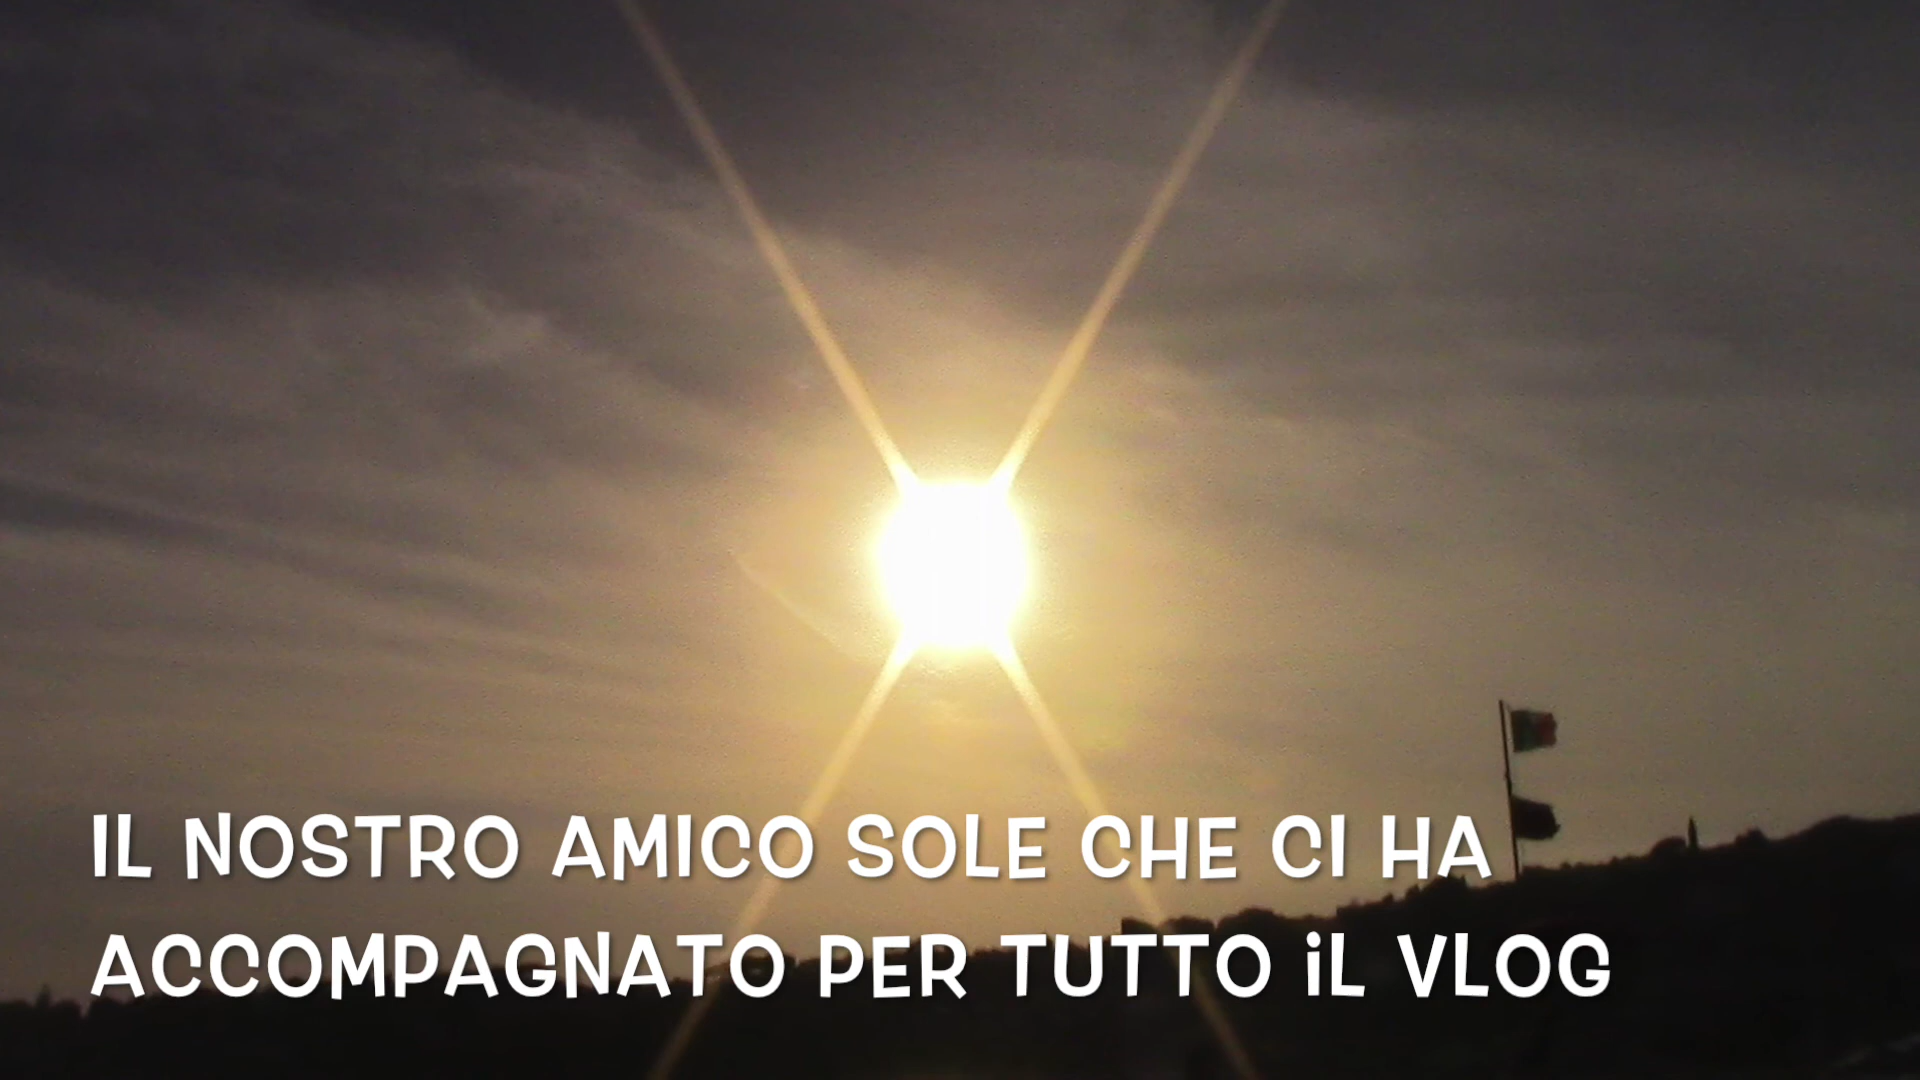 IL NOSTRO AMICO SOLE CHE CI HA
ACCOMPAGNATO PER TUTTO iL VLOG